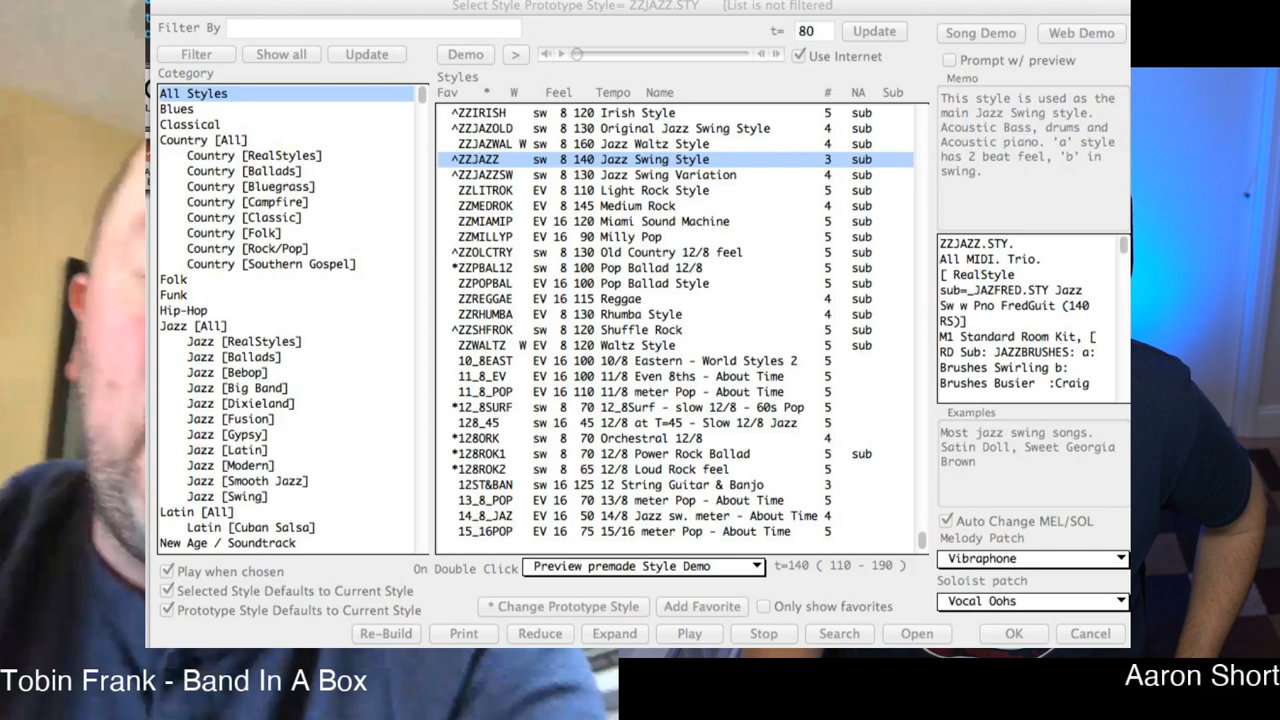 Select Style Prototype Style= ZZJAZZ.STY [List is not filtered
Filter By
t= 80 Update
Song Demo Web Demo
Filter Show all Update
Demo > Use Internet
Prompt w/ preview
Category
Styles
Memo
Fav * W Feel Tempo Name # NA Sub
All Styles
Blues
Classical
Country [All]
Country [RealStyles]
Country [Ballads]
Country [Bluegrass]
Country [Campfire]
Country [Classic]
Country [Folk]
Country [Rock/Pop]
Country [Southern Gospel]
Folk
Funk
Hip-Hop
Jazz [All]
Jazz [RealStyles]
Jazz [Ballads]
Jazz [Bebop]
Jazz [Big Band]
Jazz [Dixieland]
Jazz [Fusion]
Jazz [Gypsy]
Jazz [Latin]
Jazz [Modern]
Jazz [Smooth Jazz]
Jazz [Swing]
Latin [All]
Latin [Cuban Salsa]
New Age / Soundtrack
^ZZIRISH sw 8 120 Irish Style 5 sub
^ZZJAZOLD sw 8 130 Original Jazz Swing Style 4 sub
ZZJAZWAL W sw 8 160 Jazz Waltz Style 4 sub
^ZZJAZZ sw 8 140 Jazz Swing Style 3 sub
^ZZJAZZSW sw 8 130 Jazz Swing Variation 4 sub
ZZLITROK EV 8 110 Light Rock Style 5 sub
ZZMEDROK EV 8 145 Medium Rock 4 sub
ZZMIAMIP EV 16 120 Miami Sound Machine 5 sub
ZZMILLYP EV 16 90 Milly Pop 5 sub
^ZZOLCTRY sw 8 130 Old Country 12/8 feel 4 sub
*ZZPBAL12 sw 8 100 Pop Ballad 12/8 5 sub
ZZPOPBAL EV 16 100 Pop Ballad Style 5 sub
ZZREGGAE EV 16 115 Reggae 4 sub
ZZRHUMBA EV 8 130 Rhumba Style 4 sub
^ZZSHFROK sw 8 130 Shuffle Rock 5 sub
ZZWALTZ W sw 8 120 Waltz Style 5 sub
10_8EAST EV 16 100 10/8 Eastern - World Styles 2 5
11_8_EV EV 16 100 11/8 Even 8ths - About Time 5
11_8_POP EV 16 110 11/8 meter Pop - About Time 5
*12_8SURF sw 8 70 12_8Surf - slow 12/8 - 60s Pop 5
128_45 sw 16 45 12/8 at T=45 - Slow 12/8 Jazz 5
*128ORK sw 8 70 Orchestral 12/8 4
*128ROK1 sw 8 70 12/8 Power Rock Ballad 5 sub
*128ROK2 sw 8 65 12/8 Loud Rock feel 5
12ST&BAN sw 16 125 12 String Guitar & Banjo 3
13_8_POP EV 16 70 13/8 meter Pop - About Time 5
14_8_JAZ EV 16 50 14/8 Jazz sw. meter - About Time 4
15_16POP EV 16 75 15/16 meter Pop - About Time 5
This style is used as the
main Jazz Swing style.
Acoustic Bass, drums and
Acoustic piano. 'a' style
has 2 beat feel, 'b' in
swing.
ZZJAZZ.STY.
All MIDI. Trio.
[ RealStyle
sub=_JAZFRED.STY Jazz
Sw w Pno FredGuit (140
RS)]
M1 Standard Room Kit, [
RD Sub: JAZZBRUSHES: a:
Brushes Swirling b:
Brushes Busier :Craig
Examples
Most jazz swing songs.
Satin Doll, Sweet Georgia
Brown
Auto Change MEL/SOL
Melody Patch
Vibraphone
Soloist patch
Vocal Oohs
Play when chosen
On Double Click Preview premade Style Demo t=140 ( 110 - 190 )
Selected Style Defaults to Current Style
Prototype Style Defaults to Current Style
* Change Prototype Style Add Favorite Only show favorites
Re-Build Print Reduce Expand Play Stop Search Open OK Cancel
Tobin Frank - Band In A Box
Aaron Short